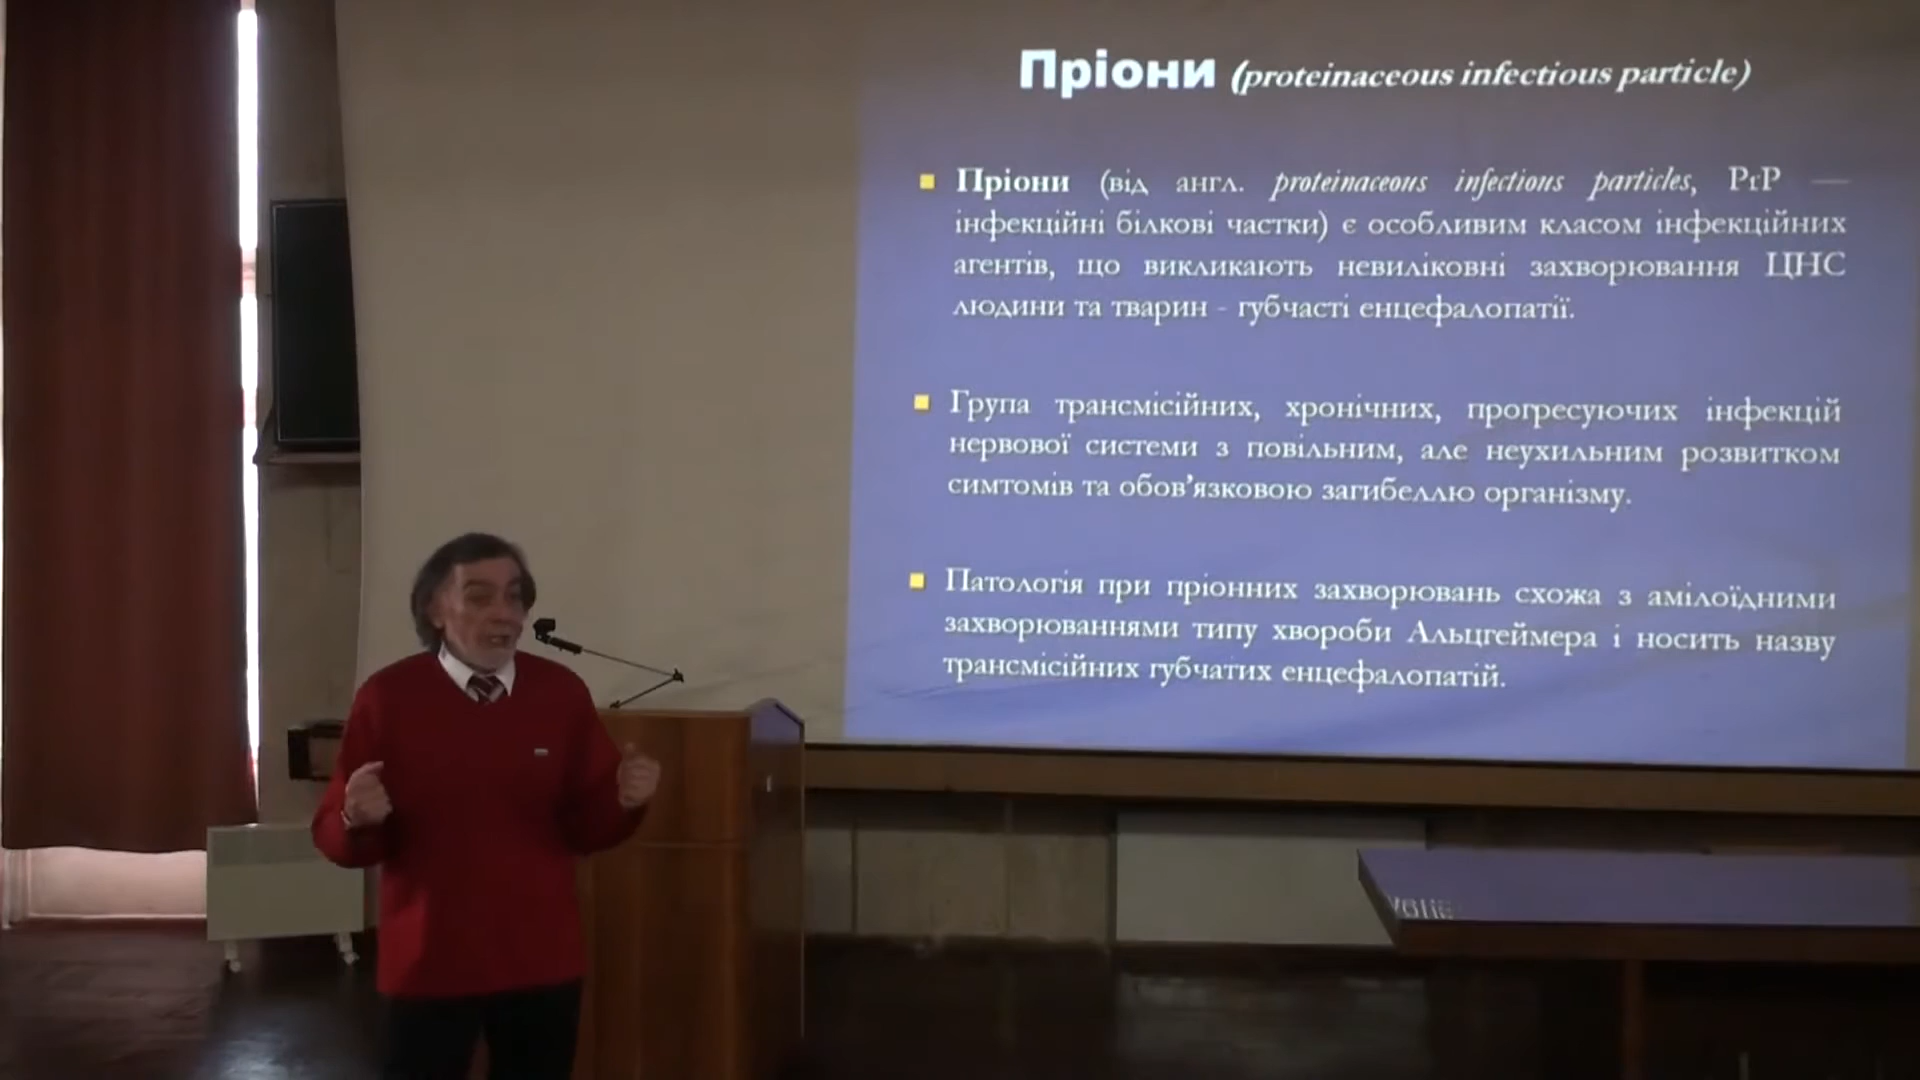 Пріони (proteinaceous infectious particle)
Пріони (від англ. proteinaceous infectious particles, PrP —
інфекційні білкові частки) є особливим класом інфекційних
агентів, що викликають невиліковні захворювання ЦНС
людини та тварин - губчасті енцефалопатії.
Група трансмісійних, хронічних, прогресуючих інфекцій
нервової системи з повільним, але неухильним розвитком
симтомів та обов’язковою загибеллю організму.
Патологія при пріонних захворювань схожа з амілоїдними
захворюваннями типу хвороби Альцгеймера і носить назву
трансмісійних губчатих енцефалопатій.